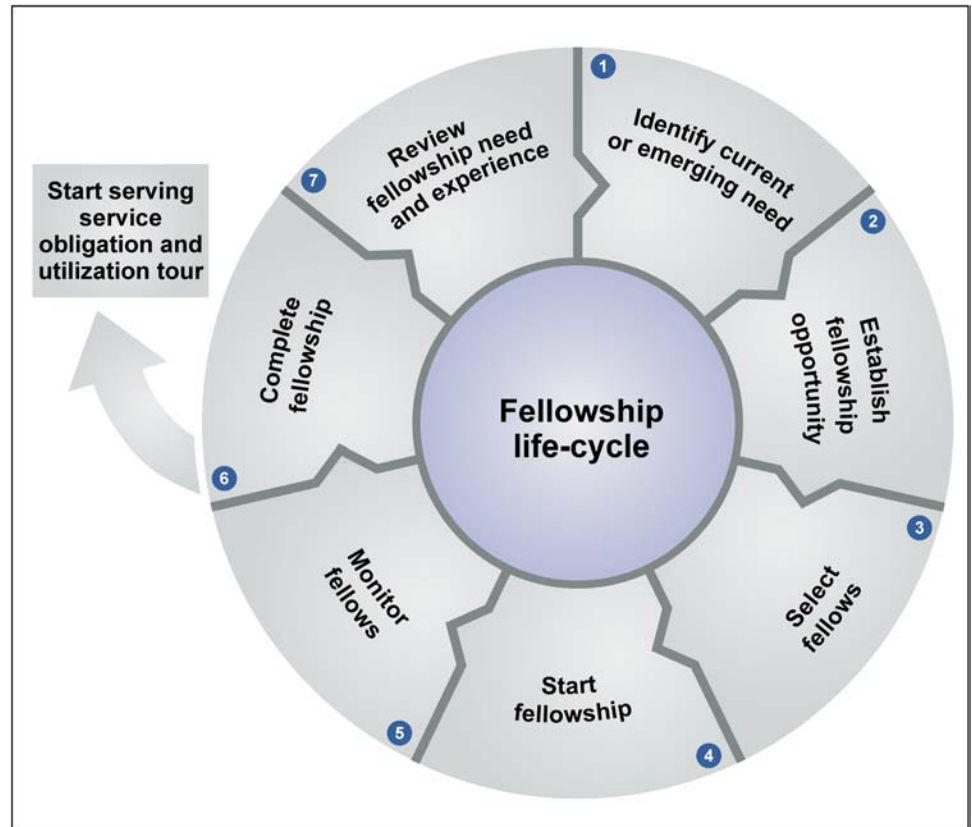 Fellowship
life-cycle
1
Identify current
or emerging need
2
Establish
fellowship
opportunity
3
Select
fellows
4
Start
fellowship
5
Monitor
fellows
6
Complete
fellowship
Start serving
service
obligation and
utilization tour
7
Review
fellowship need
and experience